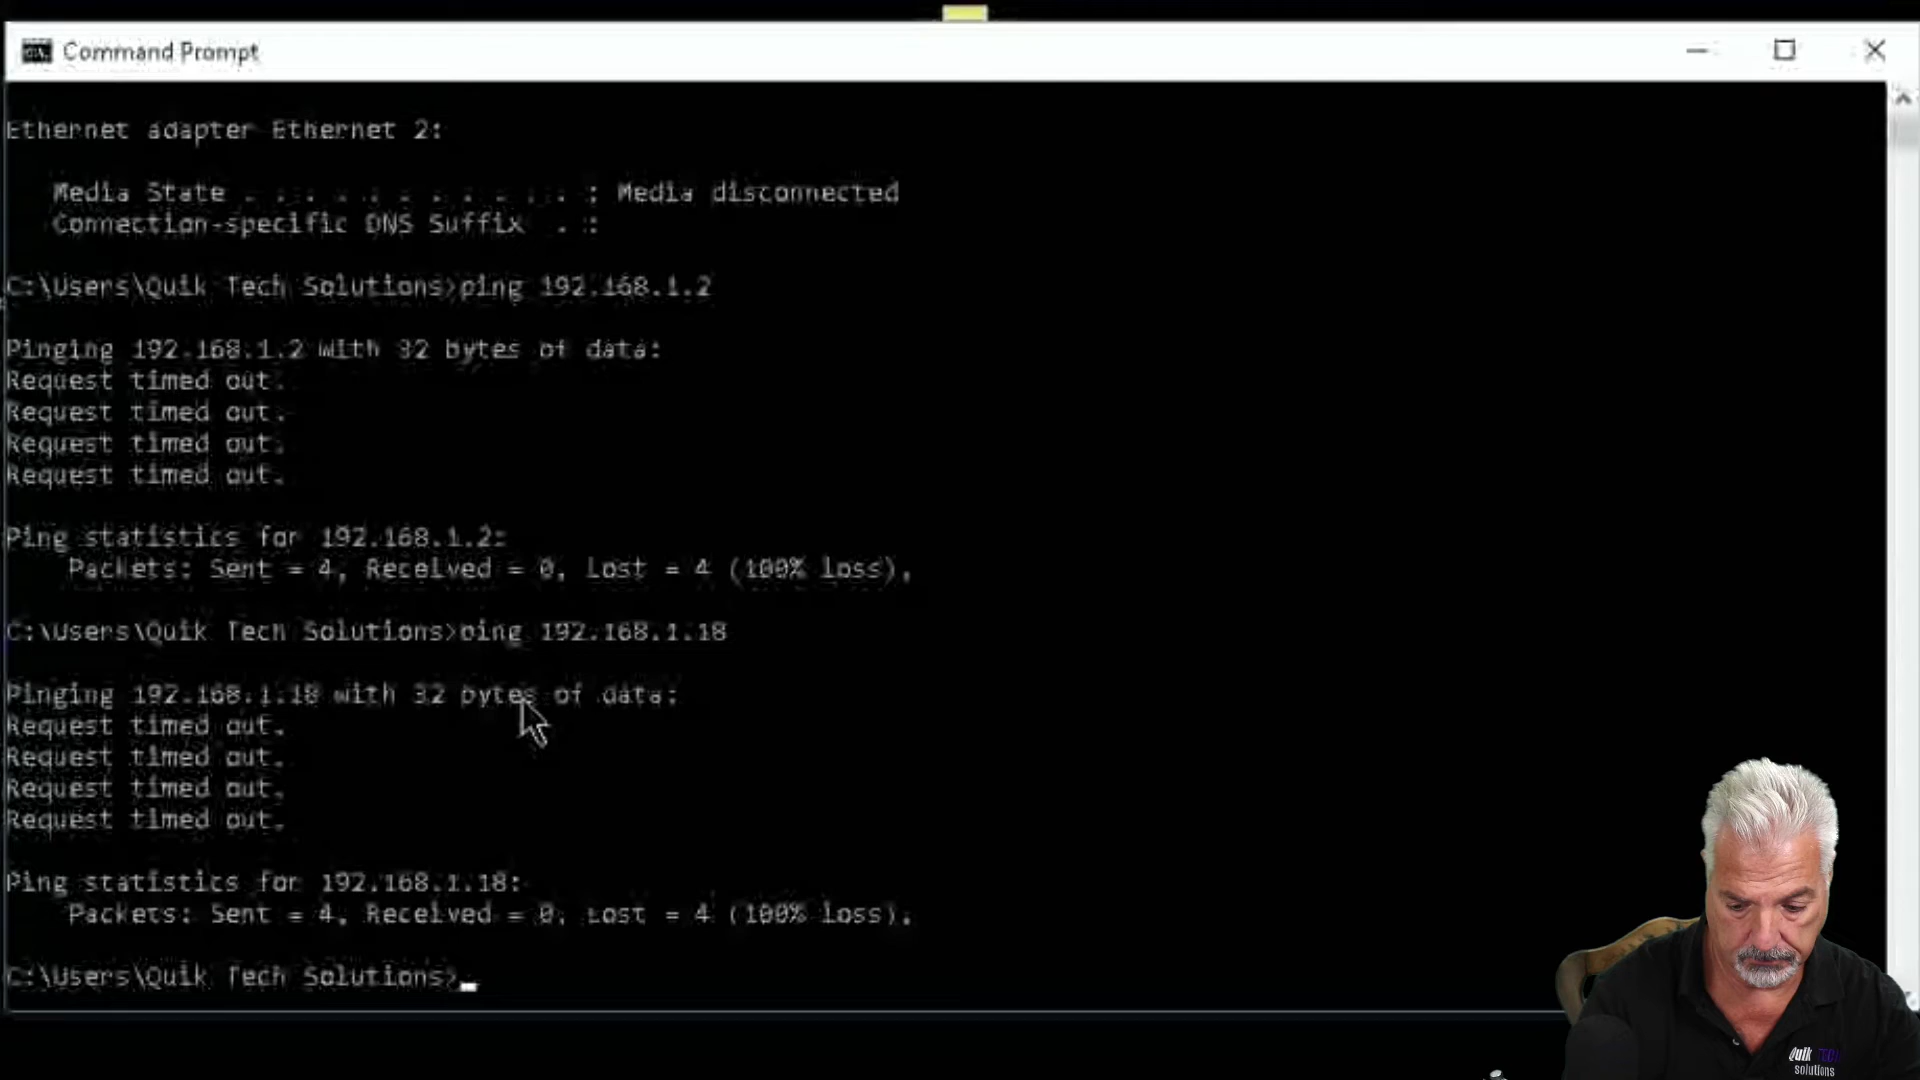 Command Prompt
Ethernet adapter Ethernet 2:
Media State . . . . . . . . . . . : Media disconnected
Connection-specific DNS Suffix  . :
C:\Users\Quik Tech Solutions>ping 192.168.1.2
Pinging 192.168.1.2 with 32 bytes of data:
Request timed out.
Request timed out.
Request timed out.
Request timed out.
Ping statistics for 192.168.1.2:
Packets: Sent = 4, Received = 0, Lost = 4 (100% loss),
C:\Users\Quik Tech Solutions>ping 192.168.1.18
Pinging 192.168.1.18 with 32 bytes of data:
Request timed out.
Request timed out.
Request timed out.
Request timed out.
Ping statistics for 192.168.1.18:
Packets: Sent = 4, Received = 0, Lost = 4 (100% loss),
C:\Users\Quik Tech Solutions>
Quik
solutions